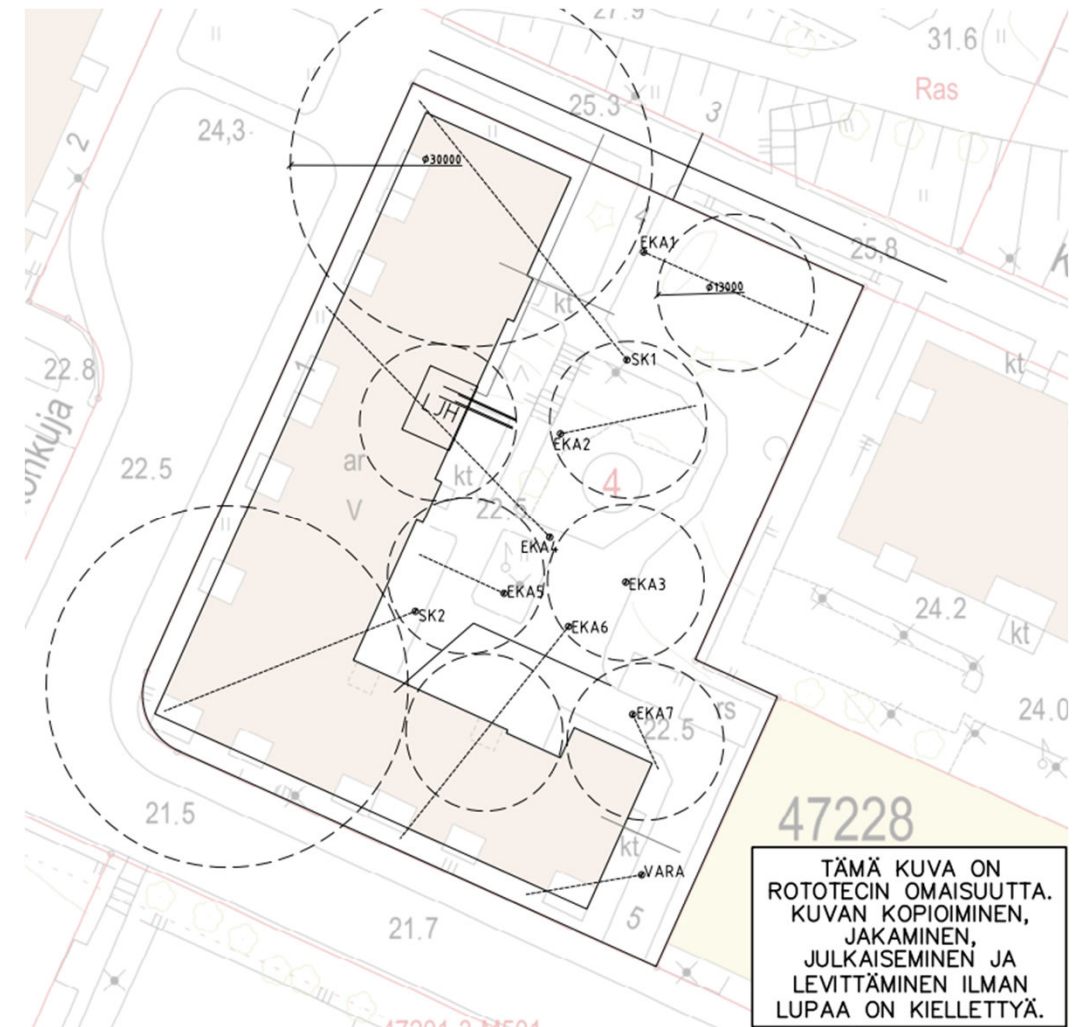 27.9
31.6
Ras
25.3
3
24,3
2
ø30000
4
EKA1
25,8
ø13000
kt
SK1
kt
22.8
1
LJH
EKA2
ar
4
22.5
kt
V
22.5
EKA4
EKA5
EKA3
24.2
SK2
EKA6
kt
rs
EKA7
24.0
22.5
21.5
47228
kt
VARA
21.7
5
TÄMÄ KUVA ON
ROTOTECIN OMAISUUTTA.
KUVAN KOPIOIMINEN,
JAKAMINEN,
JULKAISEMINEN JA
LEVITTÄMINEN ILMAN
LUPAA ON KIELLETTYÄ.